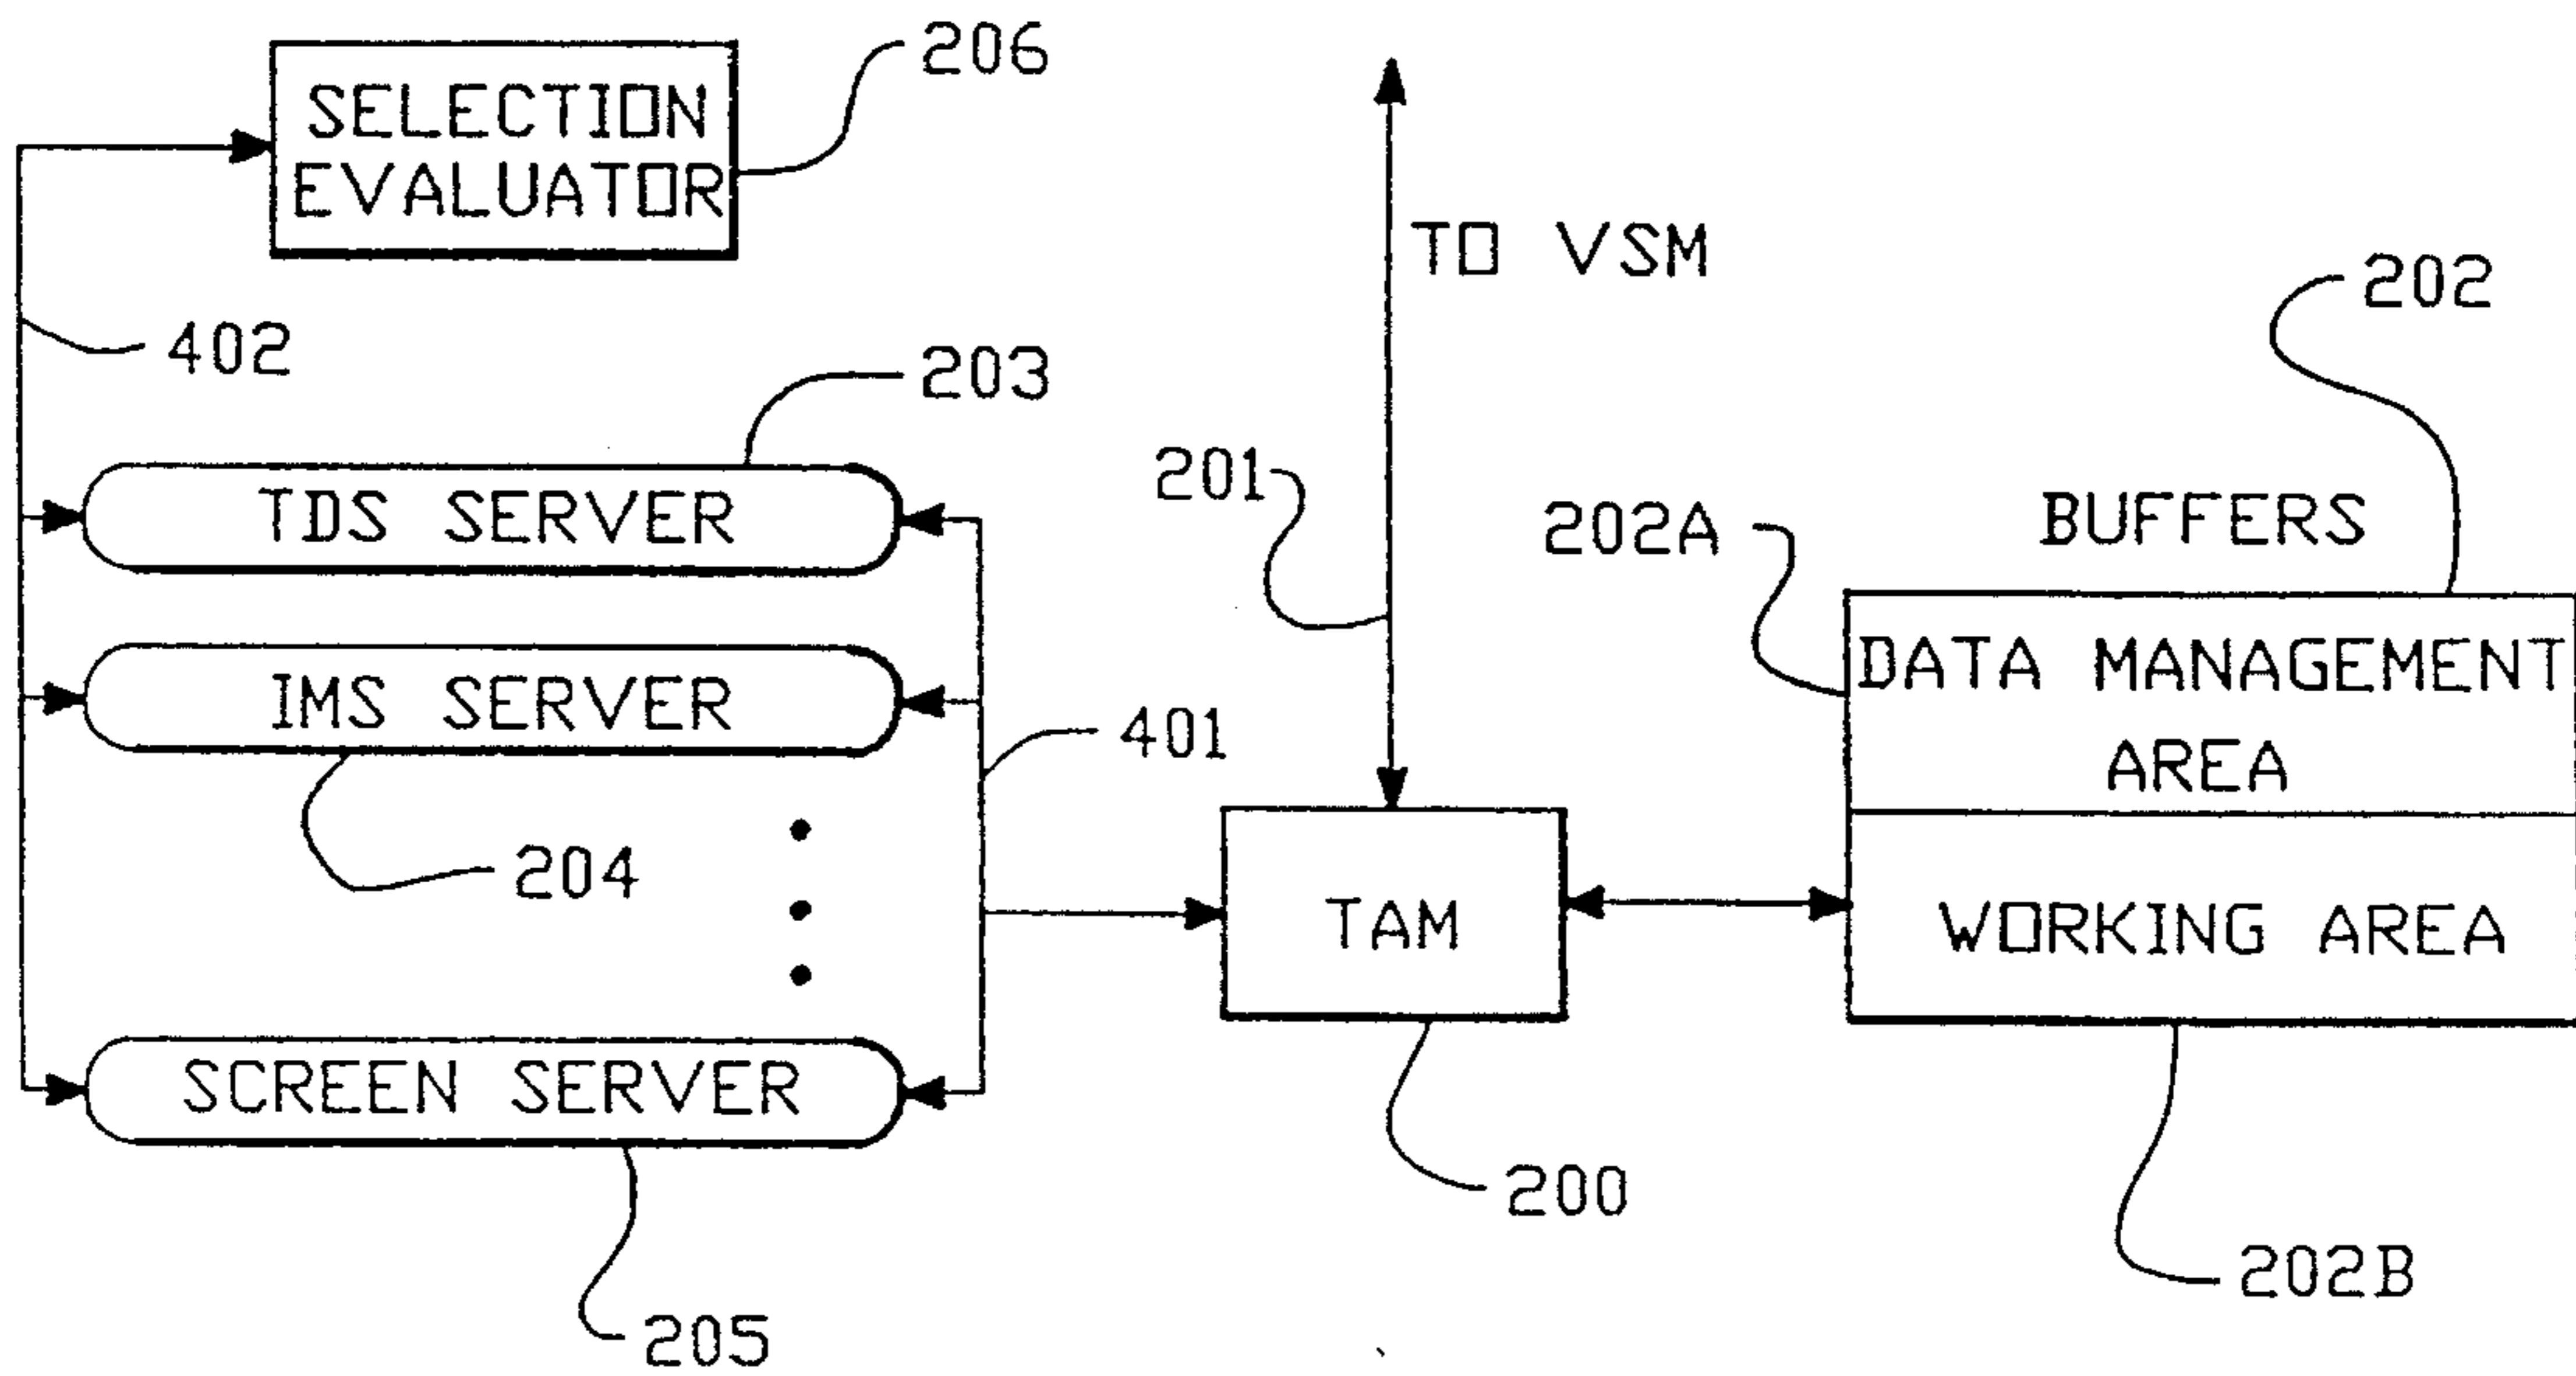 206
SELECTION
EVALUATOR
TO VSM
202
402
203
201
202A
BUFFERS
TDS SERVER
DATA MANAGEMENT
AREA
IMS SERVER
401
204
TAM
WORKING AREA
SCREEN SERVER
200
202B
205